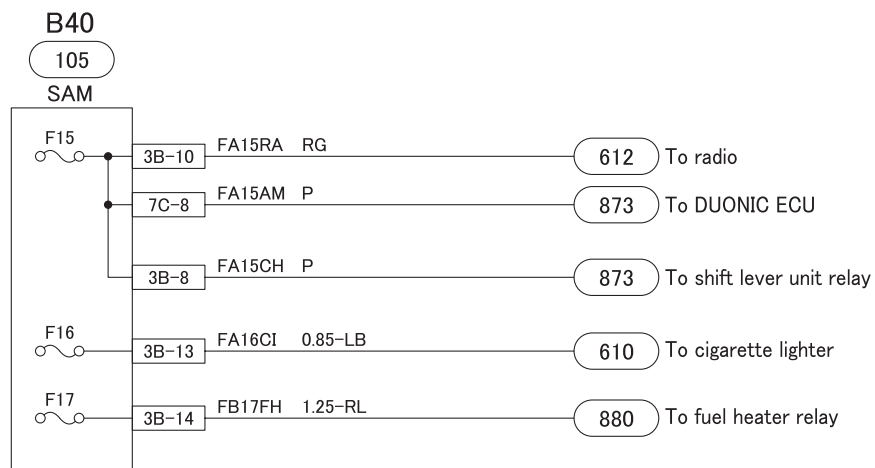 B40
105
SAM
F15
3B-10 FA15RA RG 612 To radio
7C-8 FA15AM P 873 To DUONIC ECU
3B-8 FA15CH P 873 To shift lever unit relay
F16
3B-13 FA16CI 0.85-LB 610 To cigarette lighter
F17
3B-14 FB17FH 1.25-RL 880 To fuel heater relay